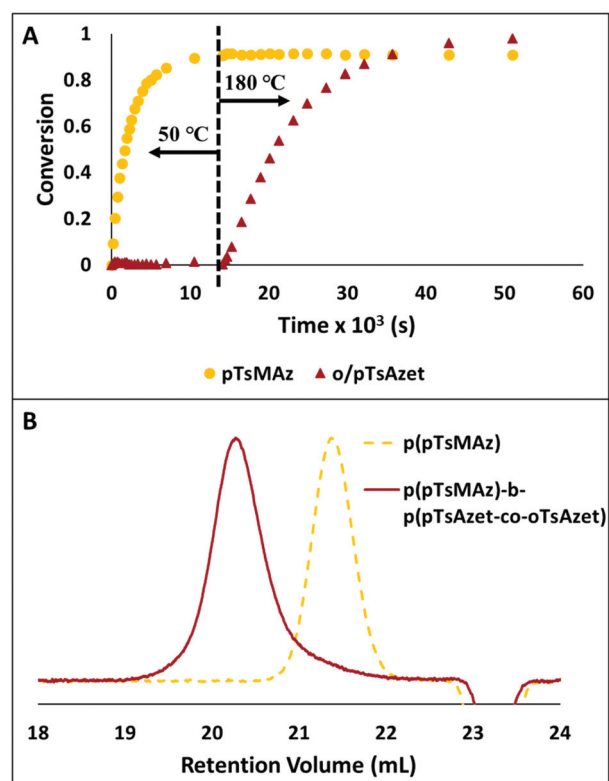 A
1
0.8
0.6
0.4
0.2
0
Conversion
180 °C
50 °C
0 10 20 30 40 50 60
Time x 10³ (s)
pTsMAz o/pTsAzet
B
p(pTsMAz)
p(pTsMAz)-b-
p(pTsAzet-co-oTsAzet)
18 19 20 21 22 23 24
Retention Volume (mL)